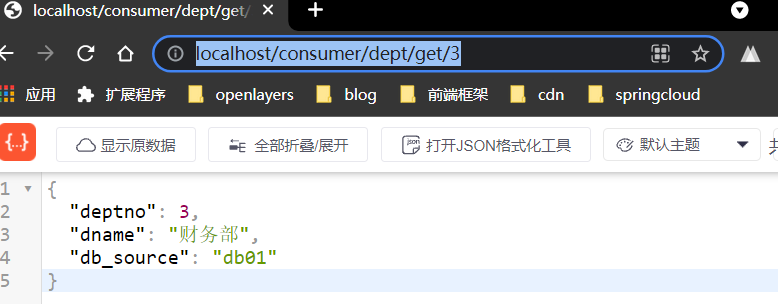 localhost/consumer/dept/get/
localhost/consumer/dept/get/3
应用 扩展程序 openlayers blog 前端框架 cdn springcloud
{...} 显示原数据 全部折叠/展开 json 打开JSON格式化工具 默认主题
1 {
2 "deptno": 3,
3 "dname": "财务部",
4 "db_source": "db01"
5 }